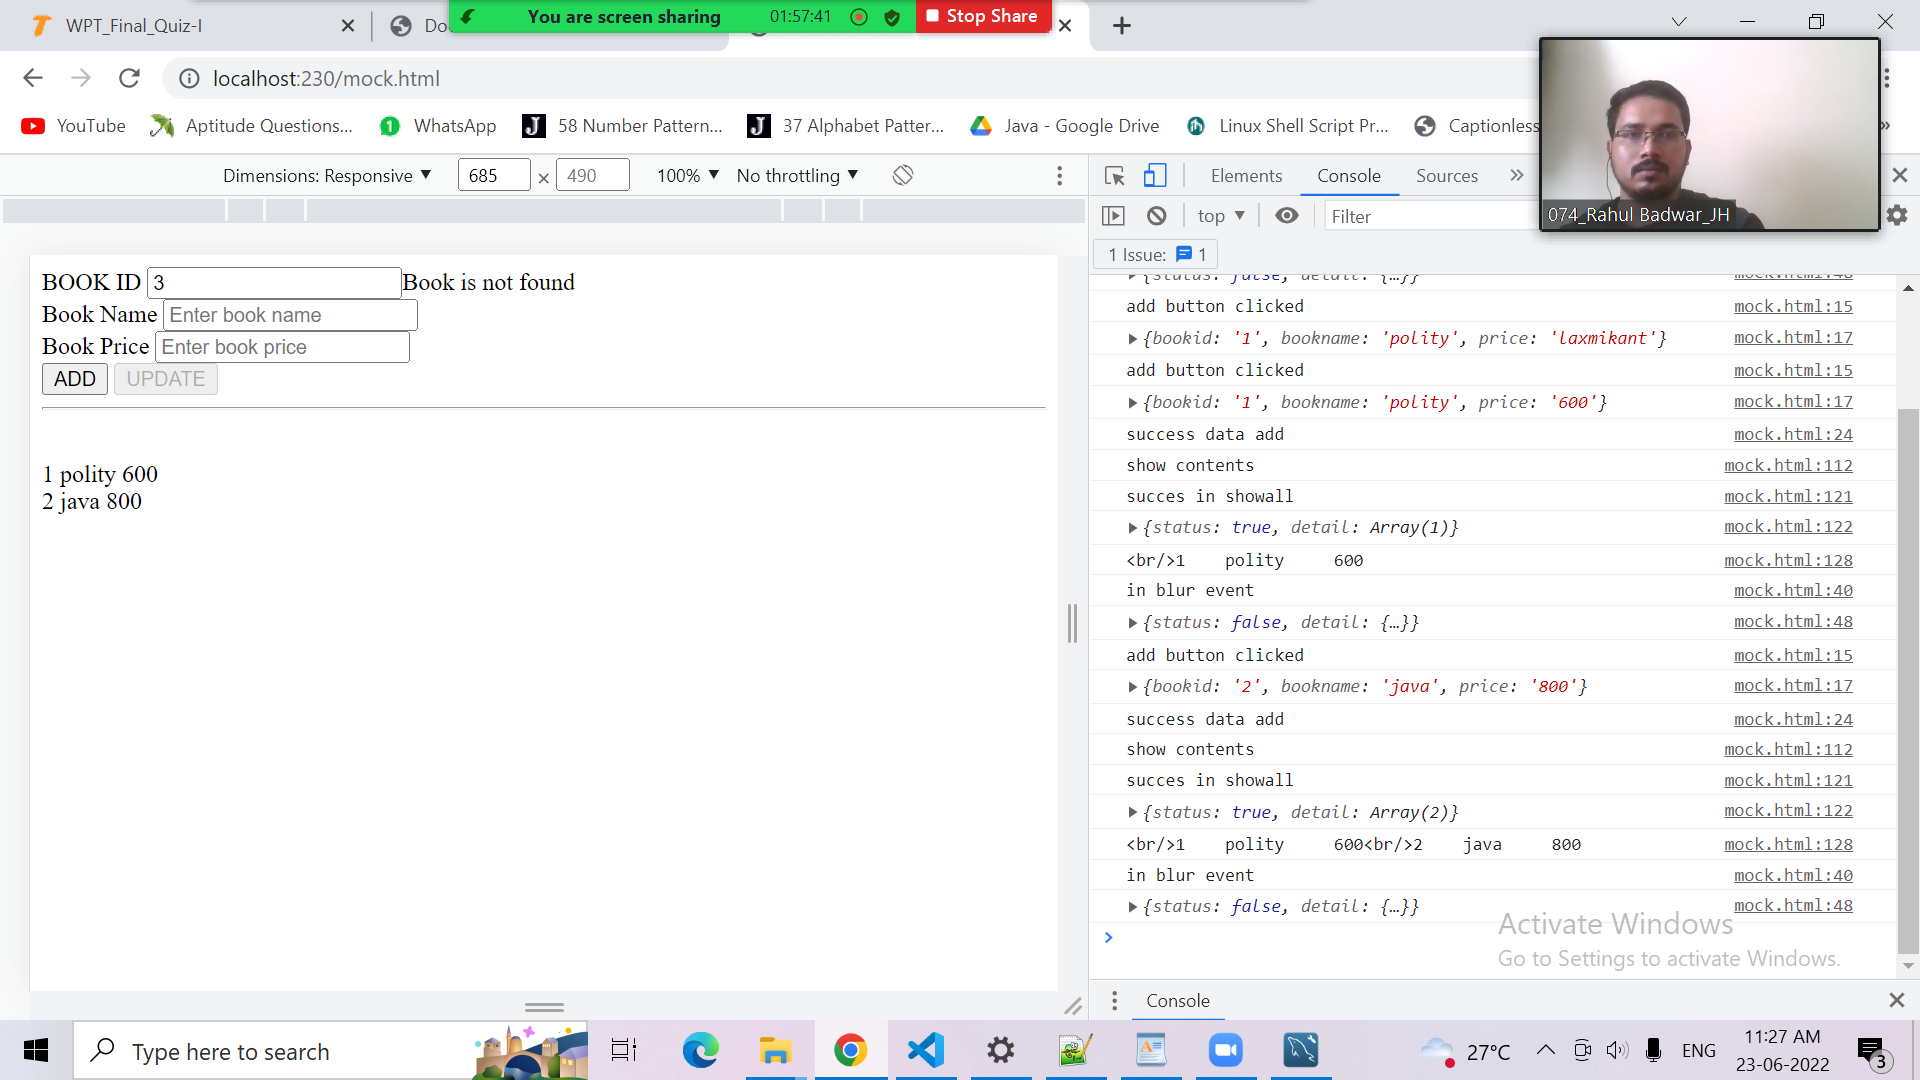 WPT_Final_Quiz-I
Do
You are screen sharing
01:57:41
Stop Share
localhost:230/mock.html
YouTube
Aptitude Questions...
WhatsApp
58 Number Pattern...
37 Alphabet Patter...
Java - Google Drive
Linux Shell Script Pr...
Captionless
074_Rahul Badwar_JH
Dimensions: Responsive
685 × 490
100%
No throttling
Elements
Console
Sources
top
Filter
1 Issue: 1
BOOK ID 3 Book is not found
Book Name Enter book name
Book Price Enter book price
ADD UPDATE
1 polity 600
2 java 800
{status: false, detail: {…}} mock.html:48
add button clicked mock.html:15
{bookid: '1', bookname: 'polity', price: 'laxmikant'} mock.html:17
add button clicked mock.html:15
{bookid: '1', bookname: 'polity', price: '600'} mock.html:17
success data add mock.html:24
show contents mock.html:112
succes in showall mock.html:121
{status: true, detail: Array(1)} mock.html:122
<br/>1 polity 600 mock.html:128
in blur event mock.html:40
{status: false, detail: {…}} mock.html:48
add button clicked mock.html:15
{bookid: '2', bookname: 'java', price: '800'} mock.html:17
success data add mock.html:24
show contents mock.html:112
succes in showall mock.html:121
{status: true, detail: Array(2)} mock.html:122
<br/>1 polity 600<br/>2 java 800 mock.html:128
in blur event mock.html:40
{status: false, detail: {…}} mock.html:48
Activate Windows
Go to Settings to activate Windows.
Console
Type here to search
27°C
ENG
11:27 AM
23-06-2022
3